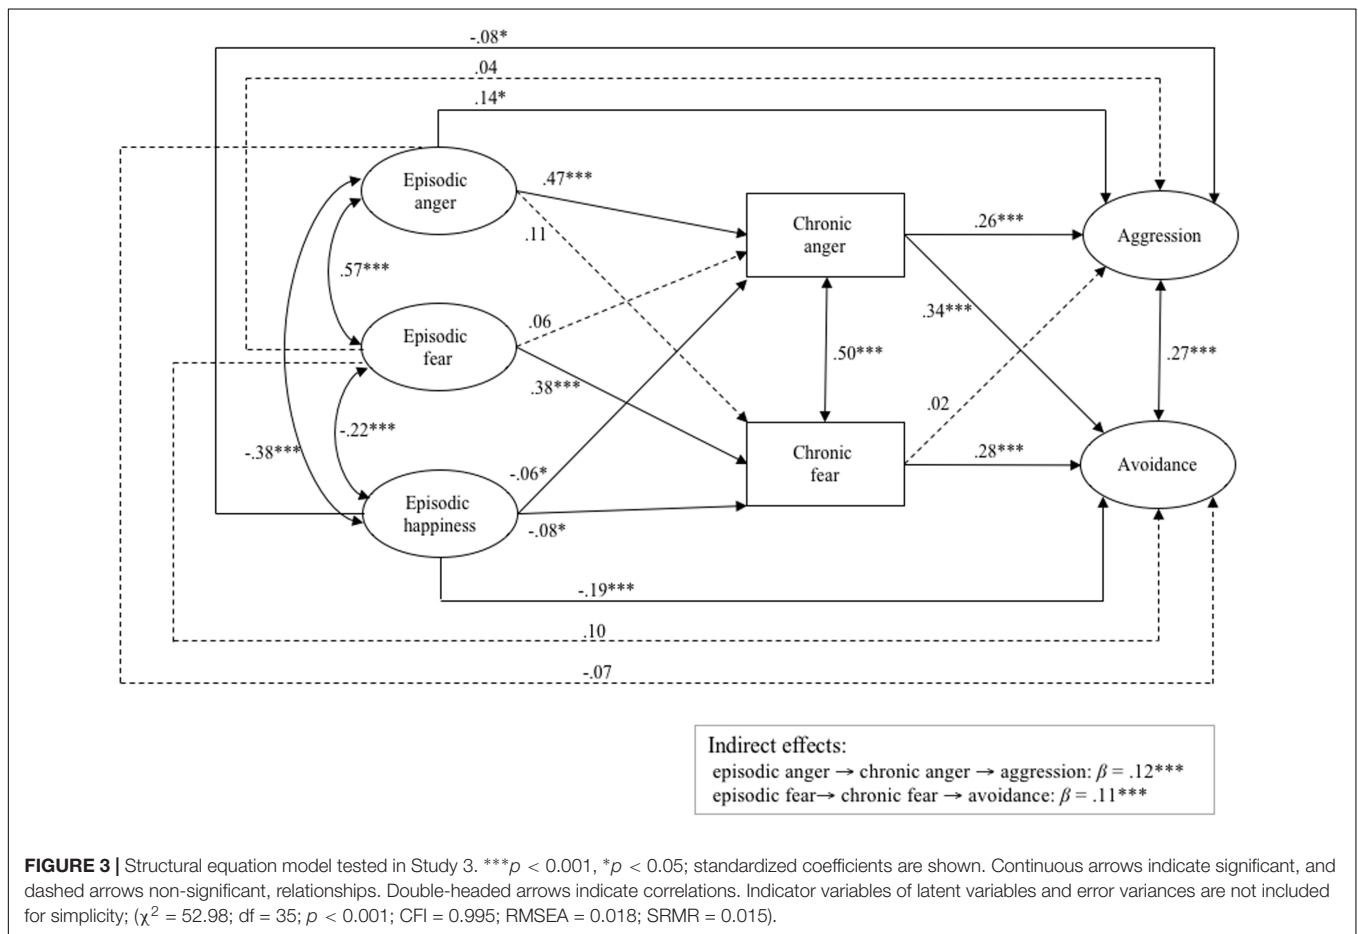 -.08*
.04
.14*
Episodic
anger
.47***
.11
Chronic
anger
.26***
Aggression
.57***
.34***
Episodic
fear
.06
.38***
.50***
.27***
.02
-.22***
-.38***
Chronic
fear
.28***
Avoidance
Episodic
happiness
-.06*
-.08*
-.19***
.10
-.07
Indirect effects:
episodic anger → chronic anger → aggression: β = .12***
episodic fear→ chronic fear → avoidance: β = .11***
FIGURE 3 | Structural equation model tested in Study 3. ***p < 0.001, *p < 0.05; standardized coefficients are shown. Continuous arrows indicate significant, and
dashed arrows non-significant, relationships. Double-headed arrows indicate correlations. Indicator variables of latent variables and error variances are not included
for simplicity; (χ² = 52.98; df = 35; p < 0.001; CFI = 0.995; RMSEA = 0.018; SRMR = 0.015).